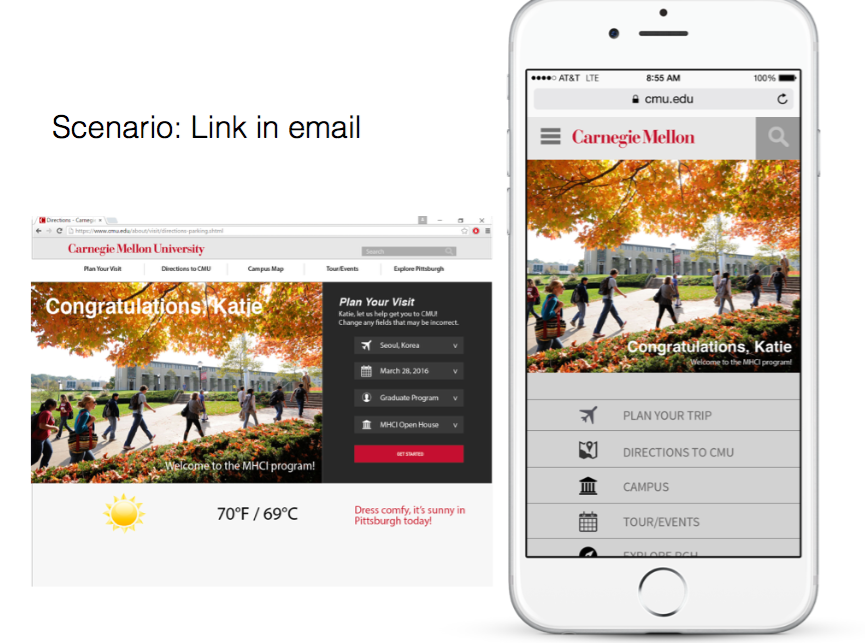 Scenario: Link in email
Directions - Carnegi
https://www.cmu.edu/about/visit/directions-parking.shtml
Carnegie Mellon University
Search
Plan Your Visit
Directions to CMU
Campus Map
Tour/Events
Explore Pittsburgh
Congratulations, Katie
Welcome to the MHCI program!
Plan Your Visit
Katie, let us help get you to CMU!
Change any fields that may be incorrect.
Seoul, Korea
March 28, 2016
Graduate Program
MHCI Open House
GET STARTED
70°F / 69°C
Dress comfy, it's sunny in
Pittsburgh today!
AT&T LTE 8:55 AM 100%
cmu.edu
Carnegie Mellon
Congratulations, Katie
Welcome to the MHCI program!
PLAN YOUR TRIP
DIRECTIONS TO CMU
CAMPUS
TOUR/EVENTS
EXPLORE PGH